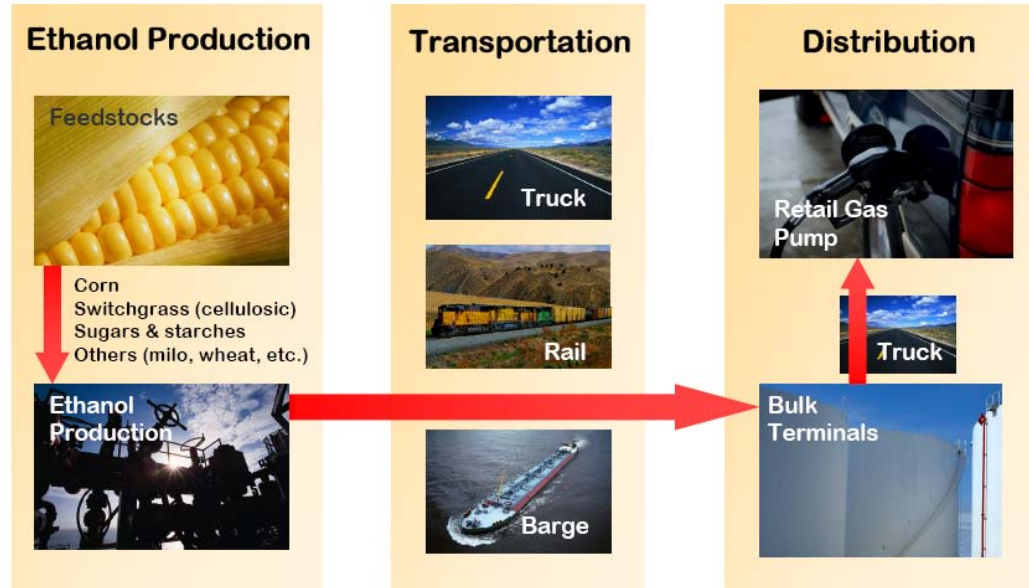 Ethanol Production
Feedstocks
Corn
Switchgrass (cellulosic)
Sugars & starches
Others (milo, wheat, etc.)
Ethanol
Production
Transportation
Truck
Rail
Barge
Distribution
Retail Gas
Pump
Truck
Bulk
Terminals